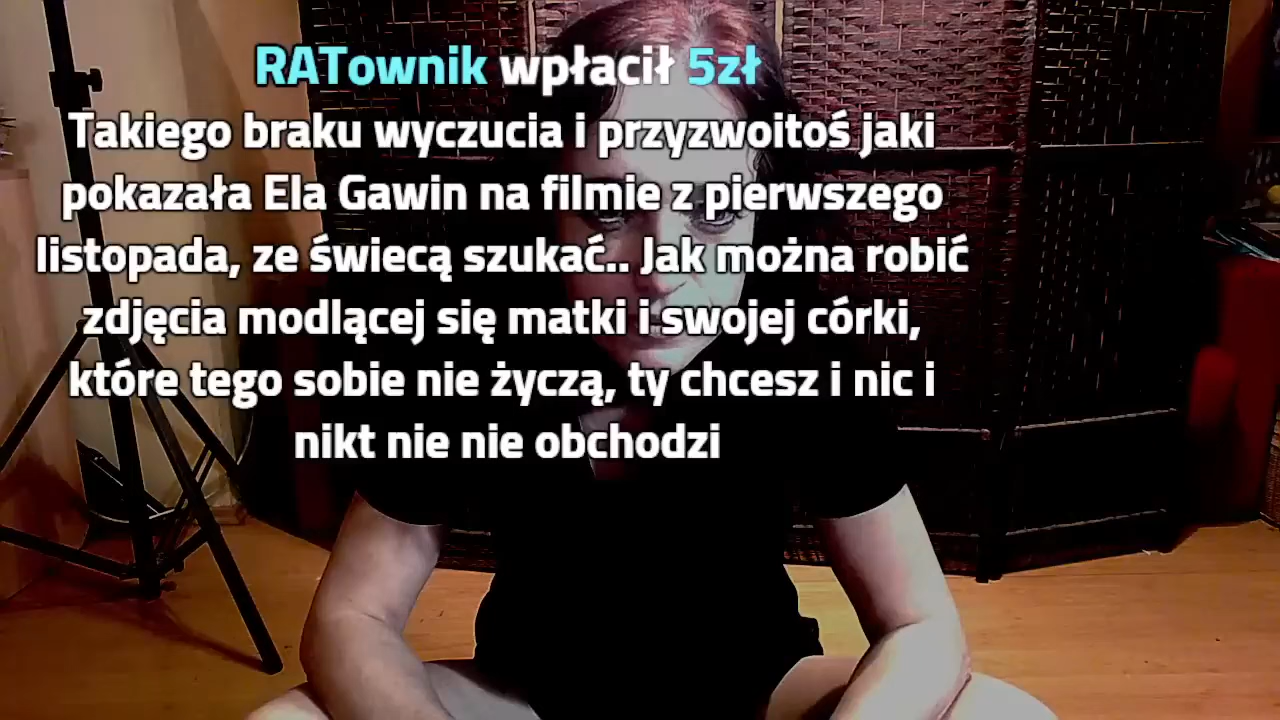 RATownik wpłacił 5zł
Takiego braku wyczucia i przyzwoitoś jaki
pokazała Ela Gawin na filmie z pierwszego
listopada, ze świecą szukać.. Jak można robić
zdjęcia modlącej się matki i swojej córki,
które tego sobie nie życzą, ty chcesz i nic i
nikt nie nie obchodzi